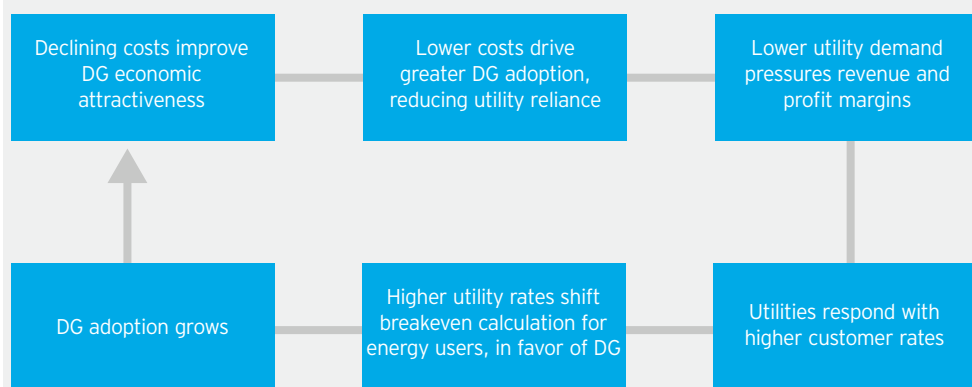 Declining costs improve
DG economic
attractiveness
Lower costs drive
greater DG adoption,
reducing utility reliance
Lower utility demand
pressures revenue and
profit margins
DG adoption grows
Higher utility rates shift
breakeven calculation for
energy users, in favor of DG
Utilities respond with
higher customer rates